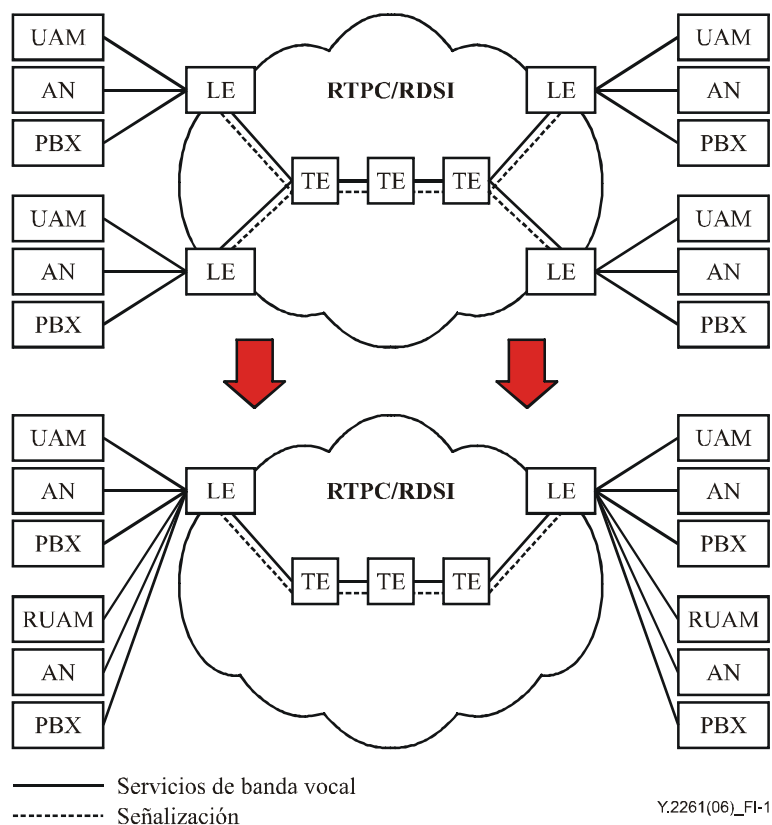 UAM
UAM
AN
LE
RTPC/RDSI
LE
AN
PBX
PBX
TE
TE
TE
UAM
UAM
AN
LE
LE
AN
PBX
PBX
UAM
UAM
AN
LE
RTPC/RDSI
LE
AN
PBX
PBX
TE
TE
TE
RUAM
RUAM
AN
AN
PBX
PBX
Servicios de banda vocal
Señalización
Y.2261(06)_FI-1